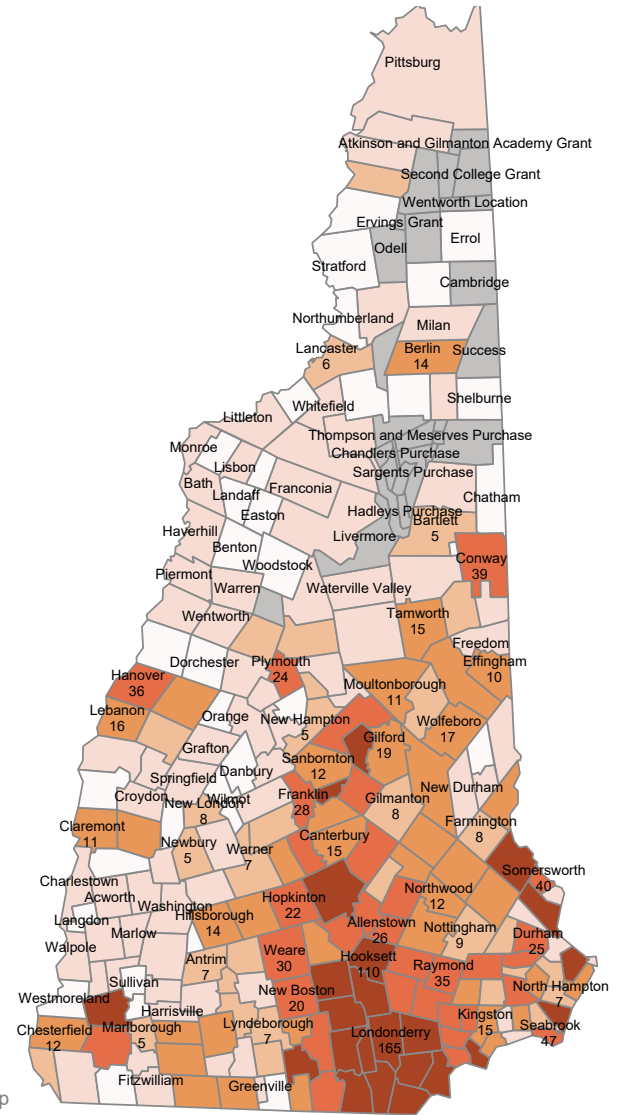 Pittsburg
Atkinson and Gilmanton Academy Grant
Second College Grant
Wentworth Location
Ervings Grant
Errol
Odell
Stratford
Cambridge
Northumberland
Milan
Lancaster
6
Berlin
14
Success
Whitefield
Shelburne
Littleton
Thompson and Meserves Purchase
Monroe
Chandlers Purchase
Lisbon
Sargents Purchase
Bath
Franconia
Landaff
Chatham
Easton
Hadleys Purchase
Bartlett
5
Haverhill
Livermore
Benton
Conway
39
Woodstock
Piermont
Warren
Waterville Valley
Wentworth
Tamworth
15
Freedom
Dorchester
Plymouth
24
Effingham
10
Hanover
36
Moultonborough
11
Lebanon
16
Orange
New Hampton
5
Wolfeboro
17
Gilford
19
Grafton
Sanbornton
12
Springfield
Danbury
New Durham
Croydon
Wilmot
New London
8
Franklin
28
Gilmanton
8
Farmington
8
Claremont
11
Canterbury
15
Newbury
5
Warner
7
Somersworth
40
Charlestown
Acworth
Northwood
12
Washington
Hopkinton
22
Langdon
Hillsborough
14
Allenstown
26
Nottingham
9
Marlow
Durham
25
Walpole
Weare
30
Hooksett
110
Antrim
7
Raymond
35
Sullivan
New Boston
20
North Hampton
7
Westmoreland
Harrisville
Kingston
15
Chesterfield
12
Marlborough
5
Lyndeborough
7
Londonderry
165
Seabrook
47
Fitzwilliam
Greenville
p